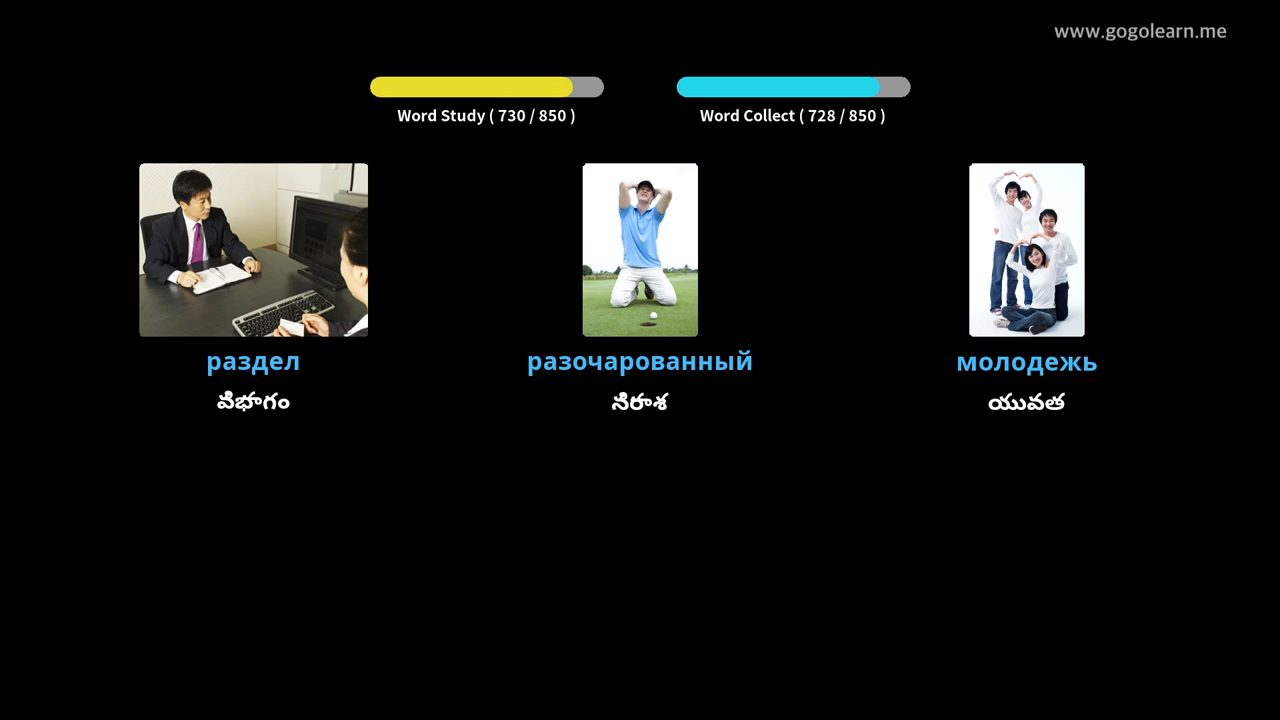 www.gogolearn.me
Word Study ( 730 / 850 )
Word Collect ( 728 / 850 )
раздел
разочарованный
молодежь
విభాగం
నిరాశ
యువత